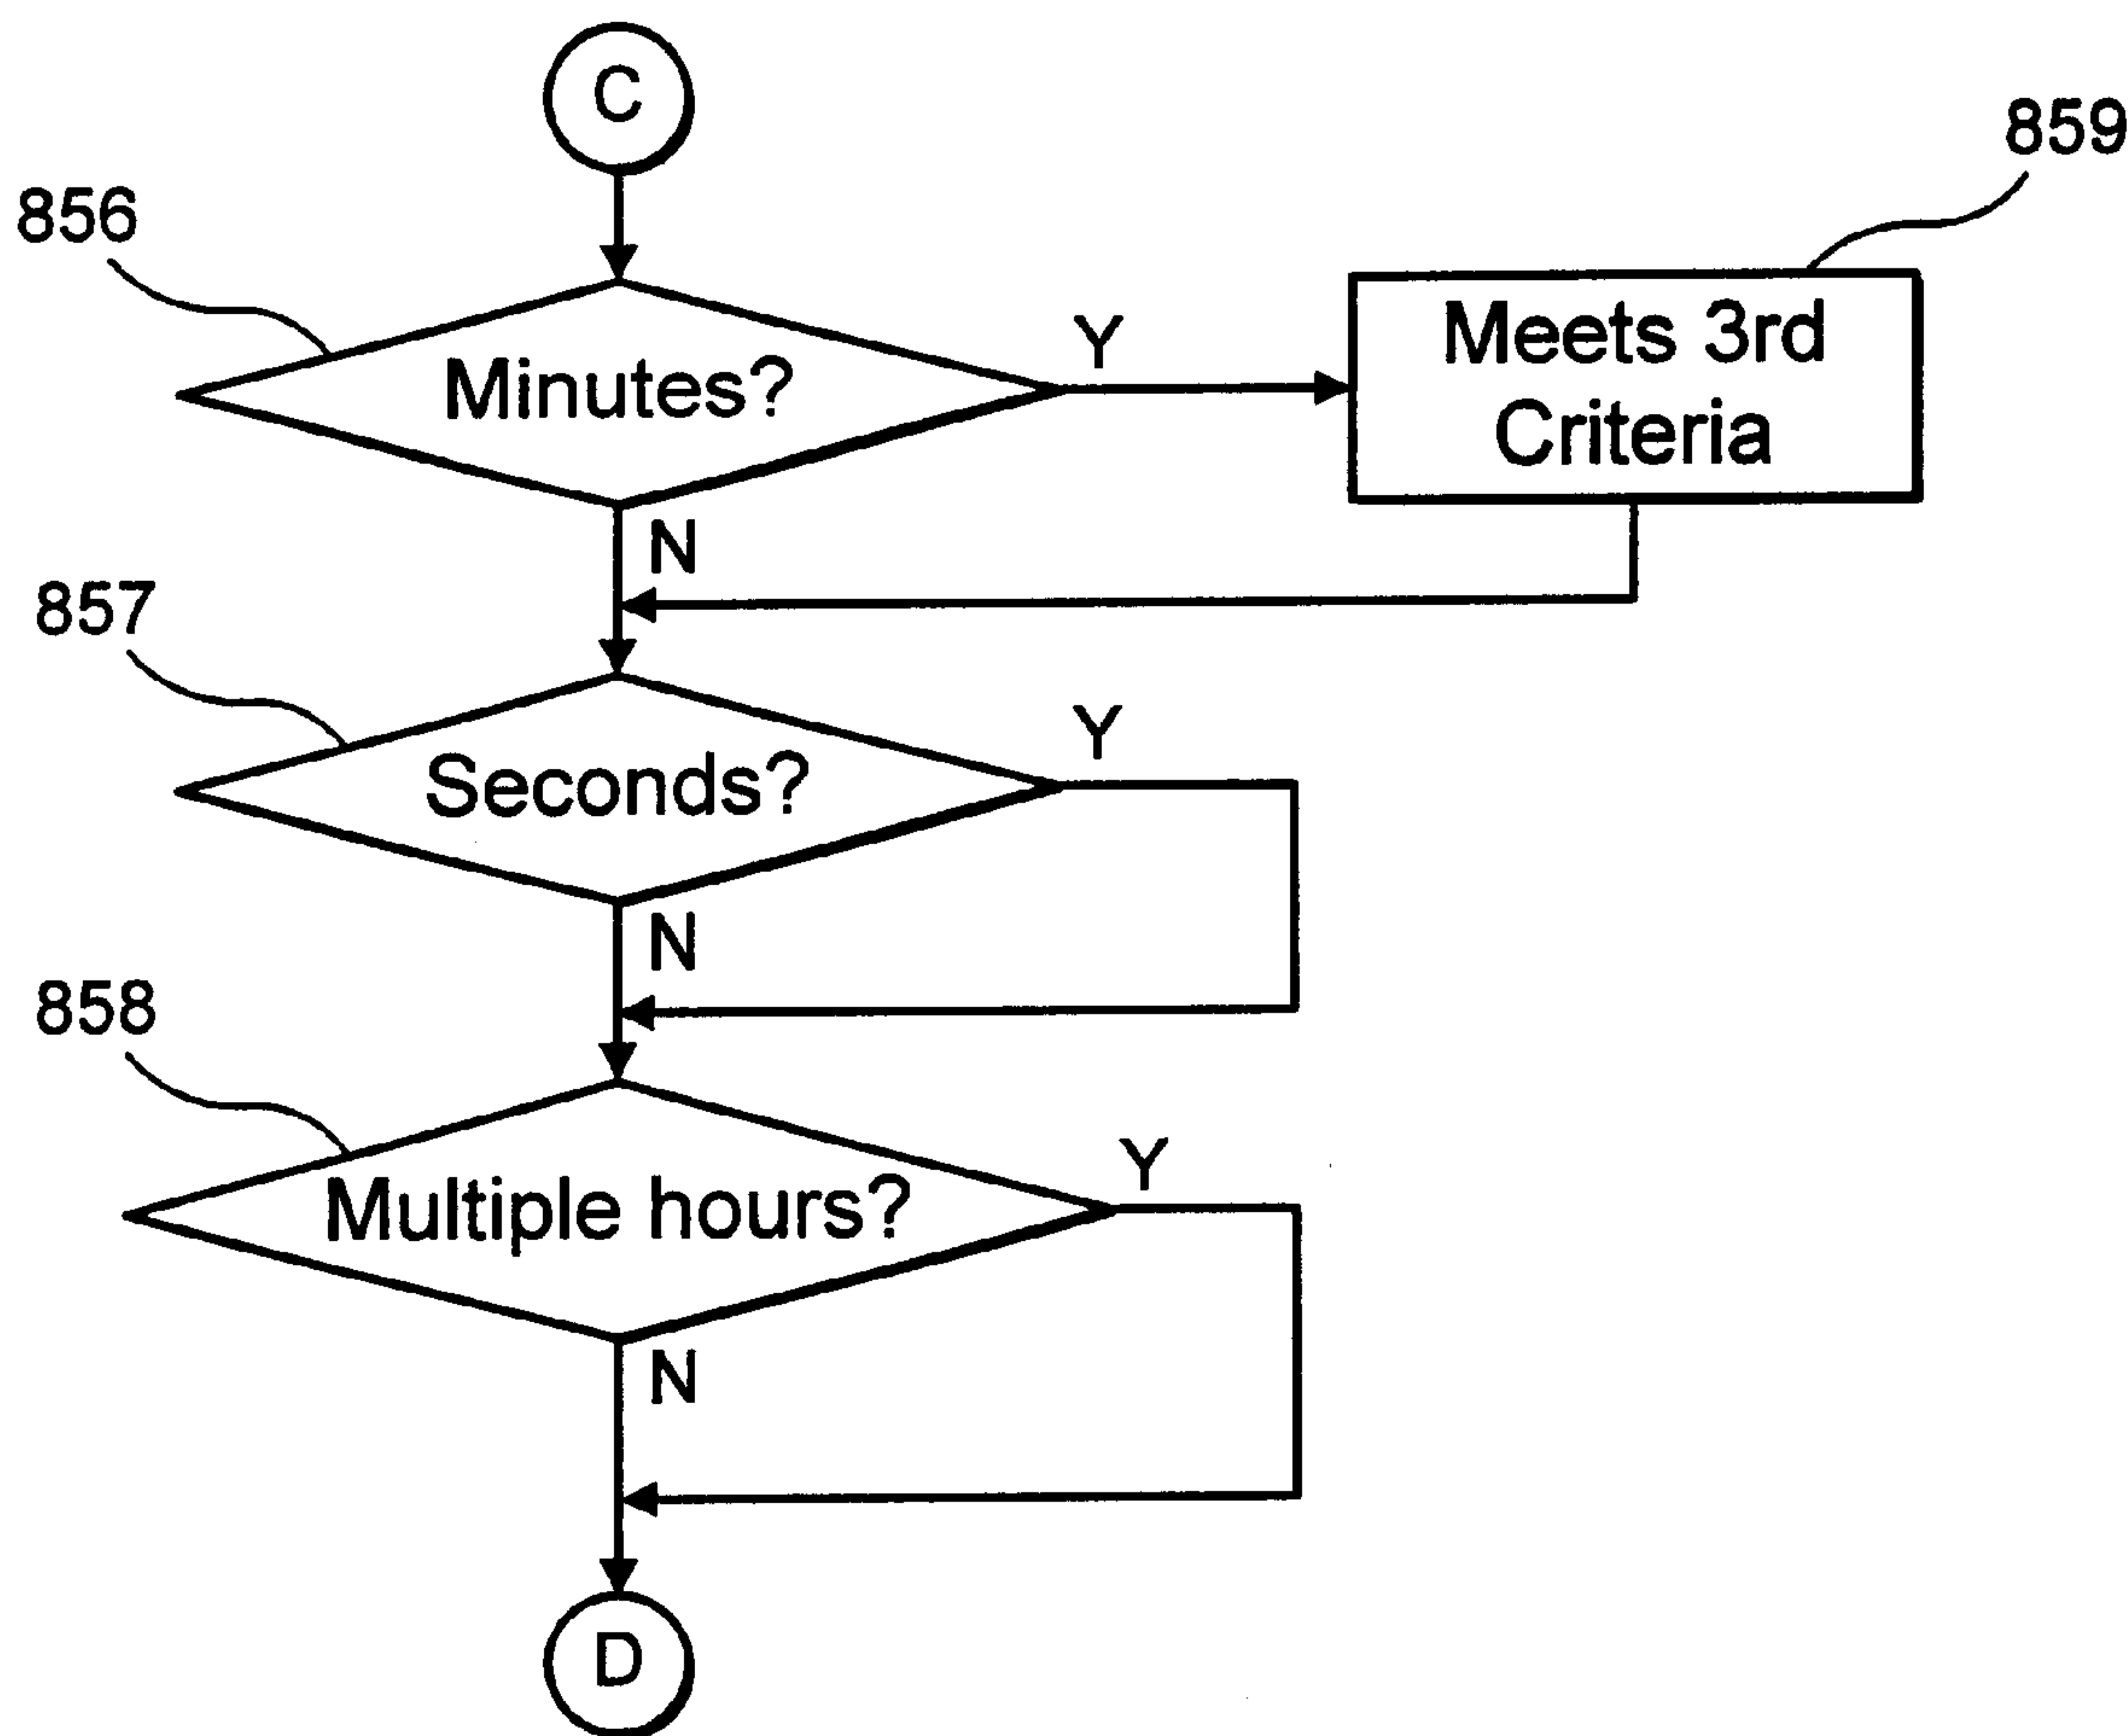 C
856
859
Minutes?
Y
Meets 3rd
Criteria
N
857
Seconds?
Y
N
858
Multiple hours?
Y
N
D